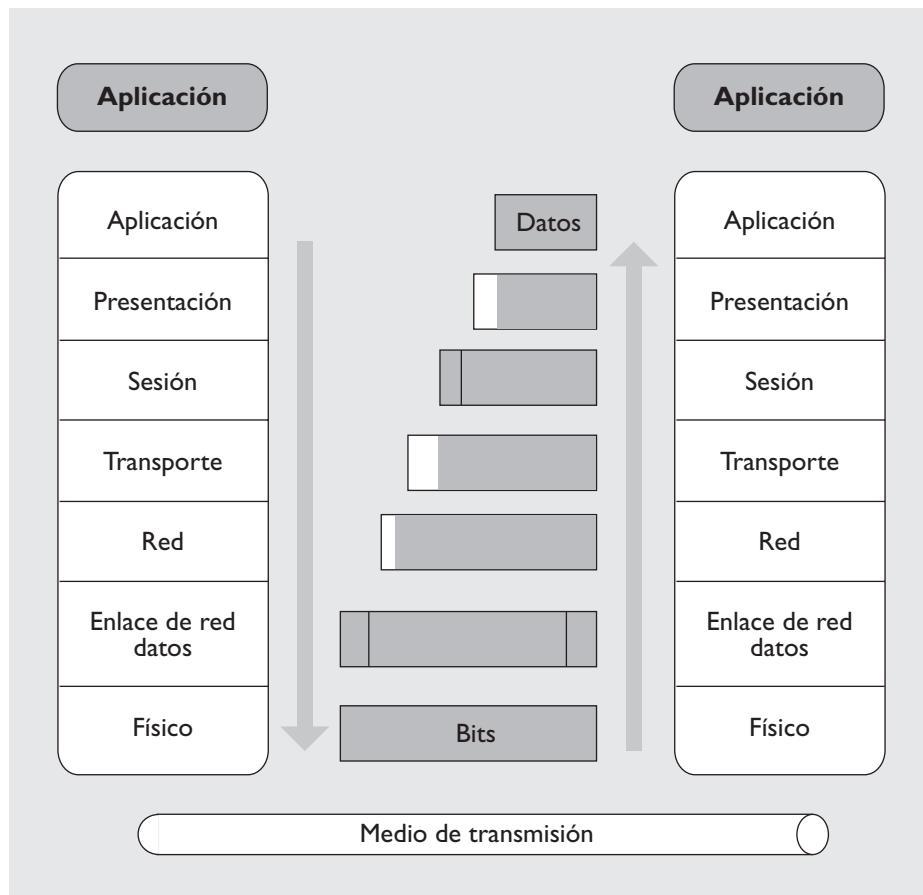 Aplicación
Aplicación
Aplicación
Presentación
Sesión
Transporte
Red
Enlace de red
datos
Físico
Datos
Bits
Aplicación
Presentación
Sesión
Transporte
Red
Enlace de red
datos
Físico
Medio de transmisión